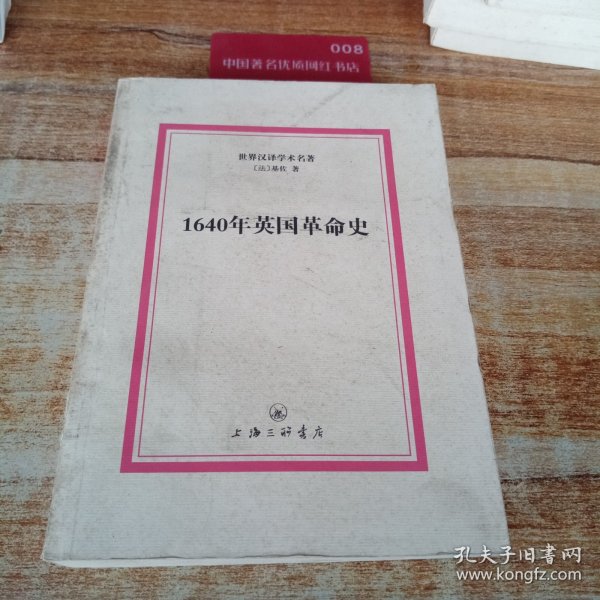 008
中国著名优质网红书店
世界汉译学术名著
〔法〕基佐 著
1640年英国革命史
上海三联书店
孔夫子旧书网
www.kongfz.com